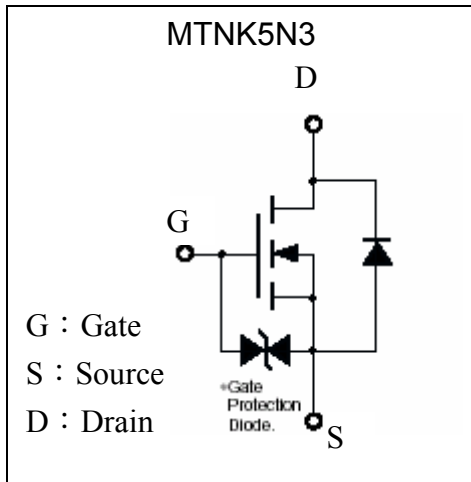 MTNK5N3
D
G
G：Gate
S：Source
D：Drain
*Gate
Protection
Diode.
S